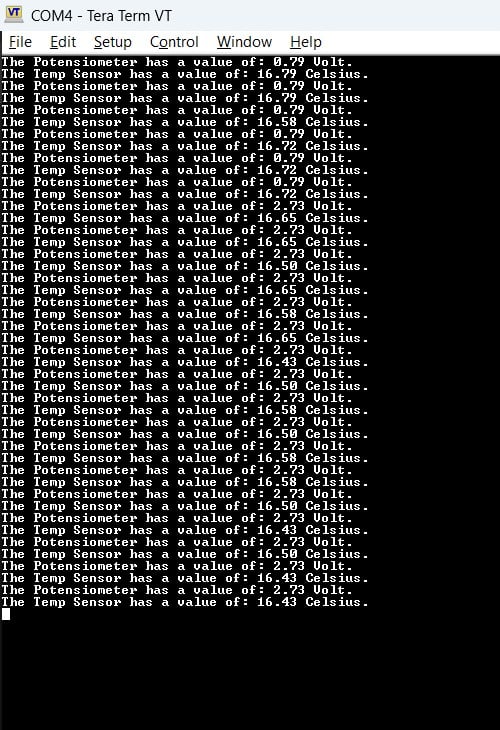 COM4 - Tera Term VT
File Edit Setup Control Window Help
The Potensiometer has a value of: 0.79 Volt.
The Temp Sensor has a value of: 16.79 Celsius.
The Potensiometer has a value of: 0.79 Volt.
The Temp Sensor has a value of: 16.79 Celsius.
The Potensiometer has a value of: 0.79 Volt.
The Temp Sensor has a value of: 16.58 Celsius.
The Potensiometer has a value of: 0.79 Volt.
The Temp Sensor has a value of: 16.72 Celsius.
The Potensiometer has a value of: 0.79 Volt.
The Temp Sensor has a value of: 16.72 Celsius.
The Potensiometer has a value of: 0.79 Volt.
The Temp Sensor has a value of: 16.72 Celsius.
The Potensiometer has a value of: 2.73 Volt.
The Temp Sensor has a value of: 16.65 Celsius.
The Potensiometer has a value of: 2.73 Volt.
The Temp Sensor has a value of: 16.65 Celsius.
The Potensiometer has a value of: 2.73 Volt.
The Temp Sensor has a value of: 16.50 Celsius.
The Potensiometer has a value of: 2.73 Volt.
The Temp Sensor has a value of: 16.65 Celsius.
The Potensiometer has a value of: 2.73 Volt.
The Temp Sensor has a value of: 16.58 Celsius.
The Potensiometer has a value of: 2.73 Volt.
The Temp Sensor has a value of: 16.65 Celsius.
The Potensiometer has a value of: 2.73 Volt.
The Temp Sensor has a value of: 16.43 Celsius.
The Potensiometer has a value of: 2.73 Volt.
The Temp Sensor has a value of: 16.50 Celsius.
The Potensiometer has a value of: 2.73 Volt.
The Temp Sensor has a value of: 16.58 Celsius.
The Potensiometer has a value of: 2.73 Volt.
The Temp Sensor has a value of: 16.50 Celsius.
The Potensiometer has a value of: 2.73 Volt.
The Temp Sensor has a value of: 16.58 Celsius.
The Potensiometer has a value of: 2.73 Volt.
The Temp Sensor has a value of: 16.58 Celsius.
The Potensiometer has a value of: 2.73 Volt.
The Temp Sensor has a value of: 16.50 Celsius.
The Potensiometer has a value of: 2.73 Volt.
The Temp Sensor has a value of: 16.43 Celsius.
The Potensiometer has a value of: 2.73 Volt.
The Temp Sensor has a value of: 16.50 Celsius.
The Potensiometer has a value of: 2.73 Volt.
The Temp Sensor has a value of: 16.43 Celsius.
The Potensiometer has a value of: 2.73 Volt.
The Temp Sensor has a value of: 16.43 Celsius.